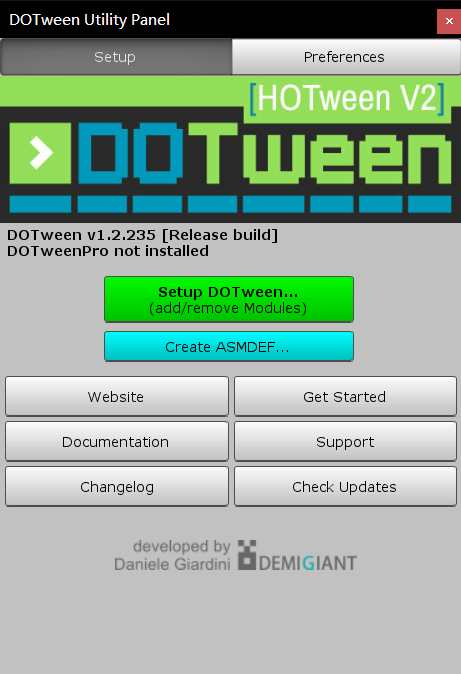 DOTween Utility Panel
x
Setup
Preferences
[HOTween V2]
DOTween
DOTween v1.2.235 [Release build]
DOTweenPro not installed
Setup DOTween...
(add/remove Modules)
Create ASMDEF...
Website
Get Started
Documentation
Support
Changelog
Check Updates
developed by
Daniele Giardini
DEMIGIANT